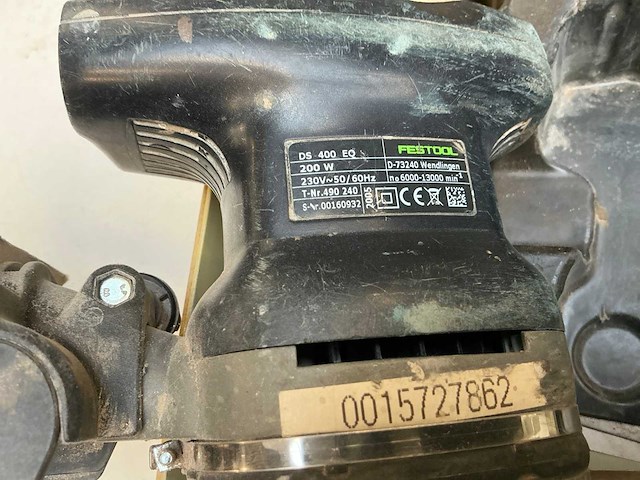 DS 400 EQ FESTOOL
200 W D-73240 Wendlingen
230V~50/60Hz n₀ 6000-13000 min⁻¹
T-Nr.490 240
S-Nr.00160932 2005 CE
8
0015727862